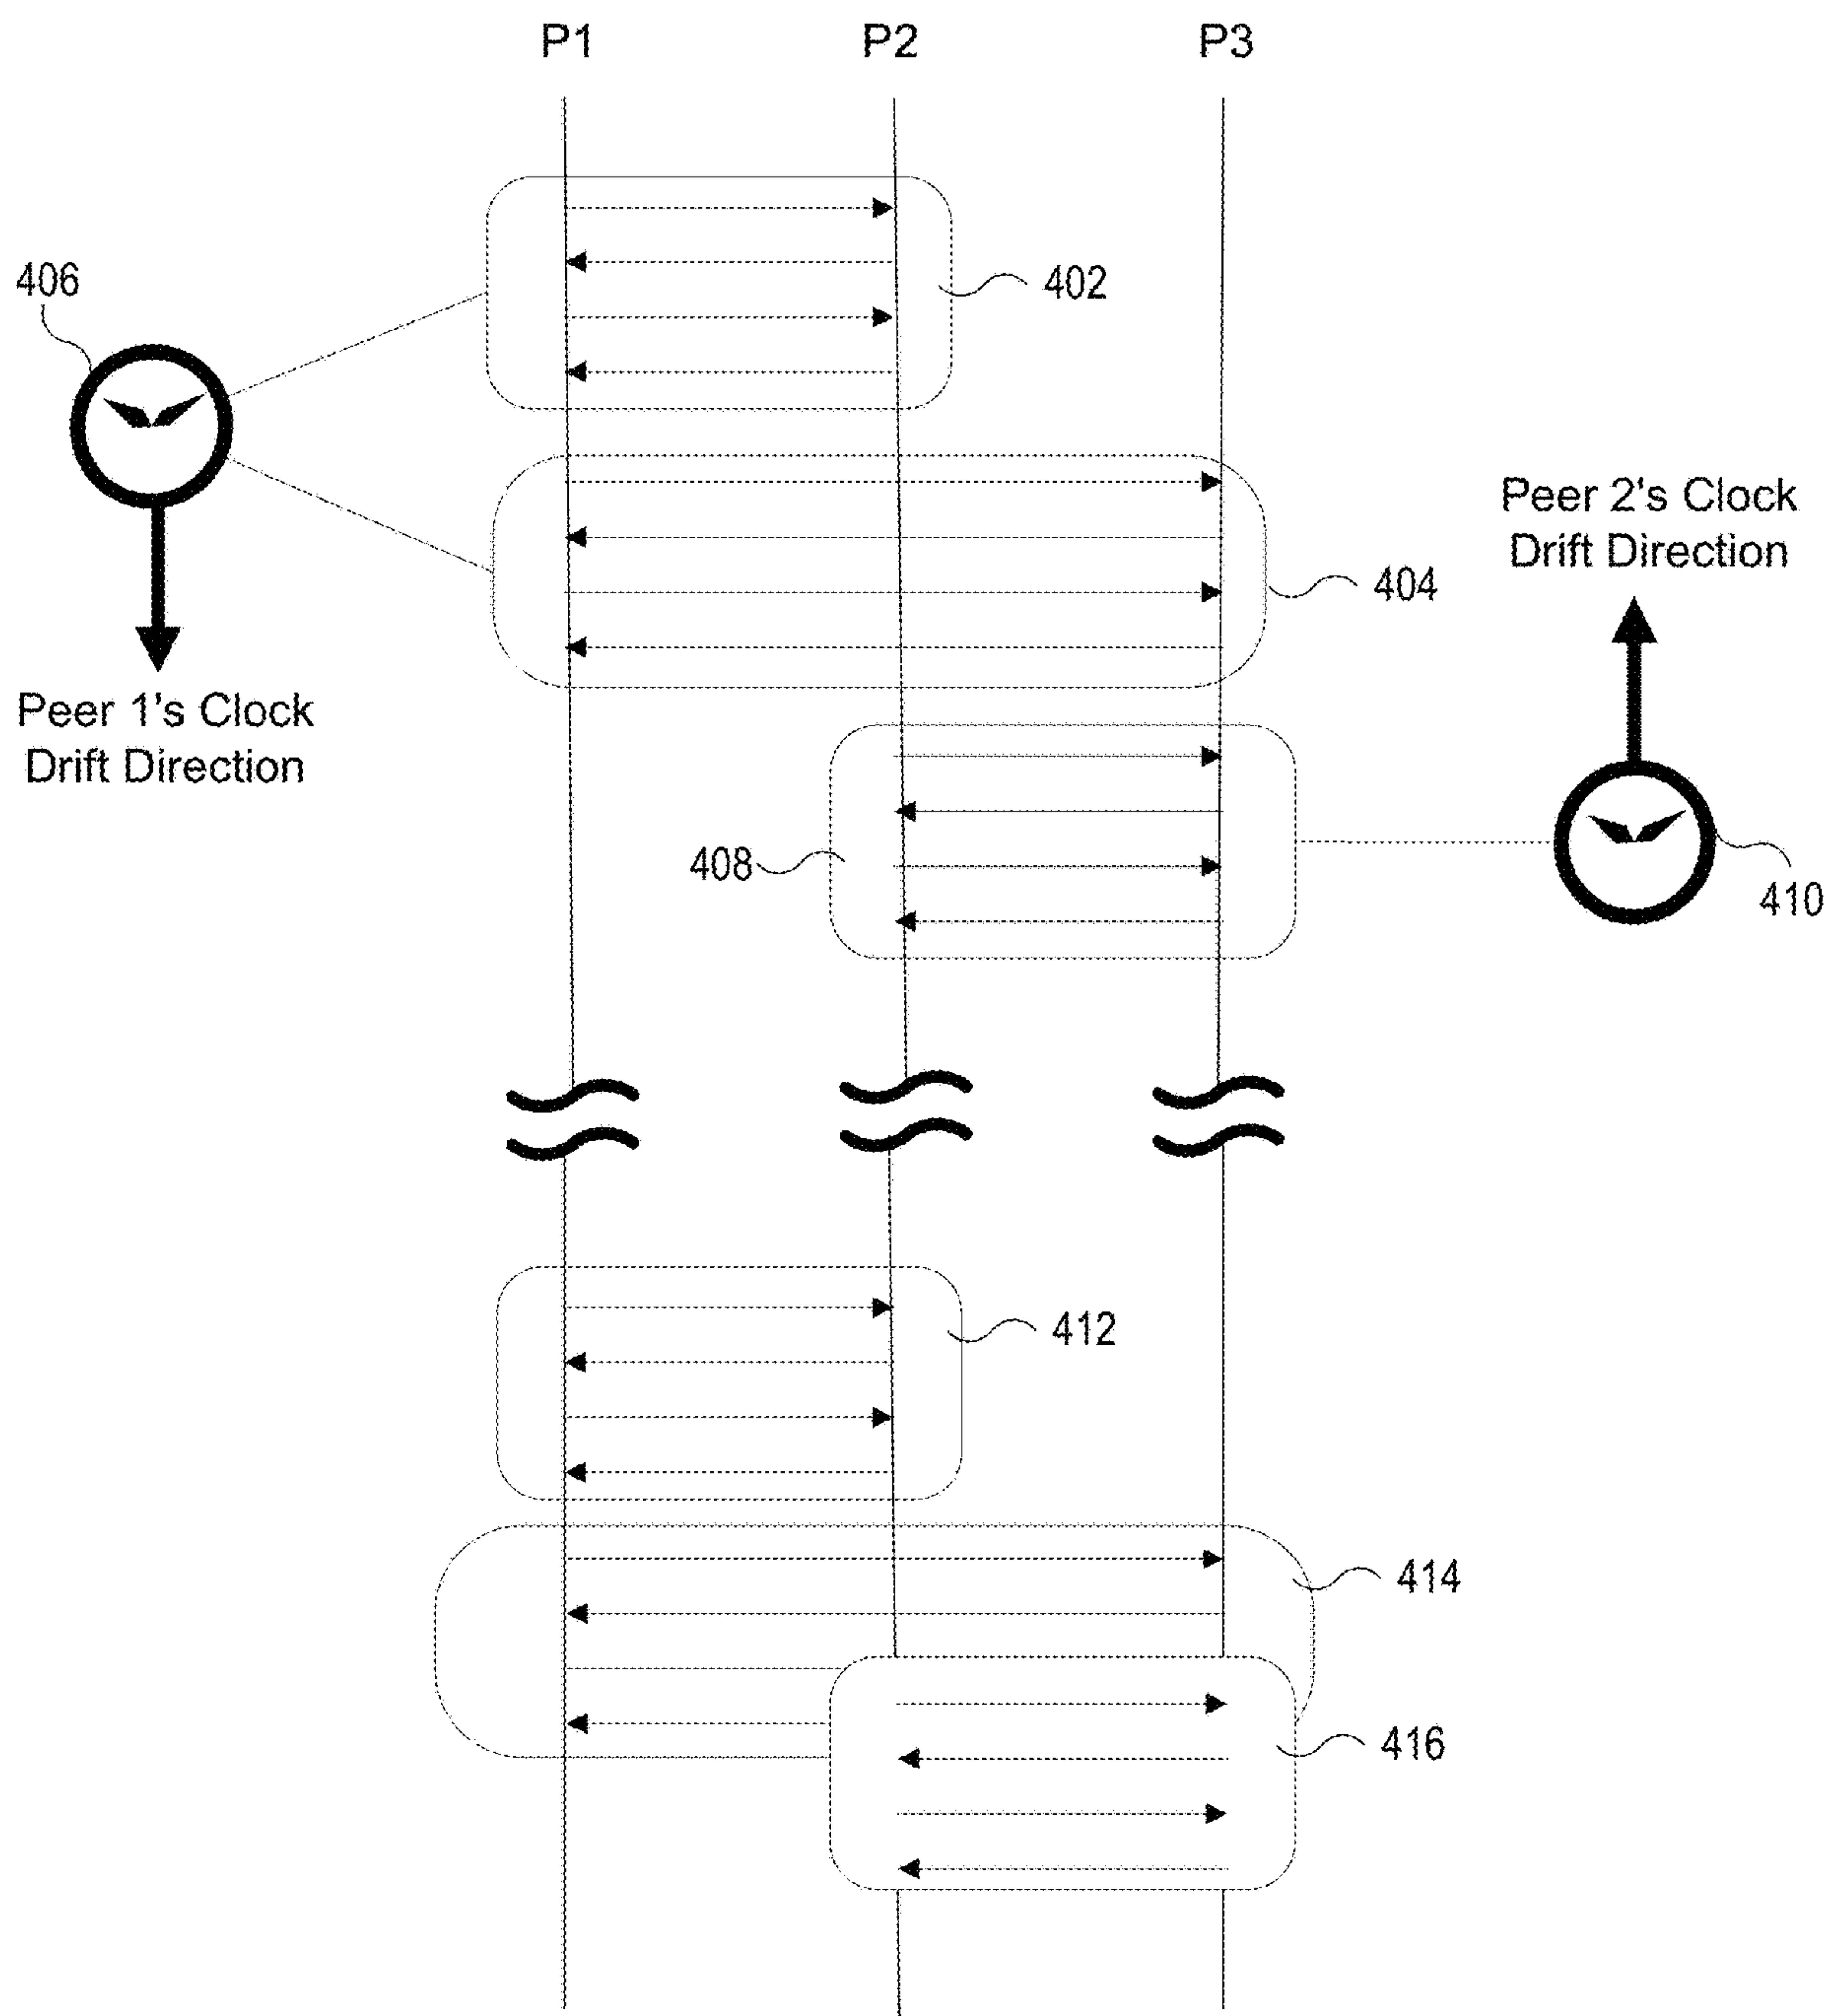 P1
P2
P3
406
402
404
Peer 2's Clock
Drift Direction
Peer 1's Clock
Drift Direction
408
410
412
414
416